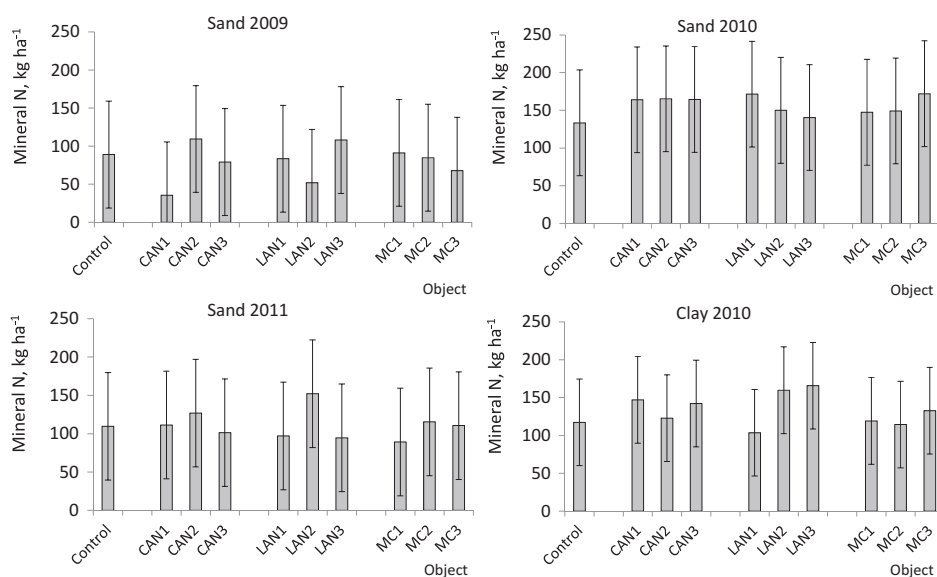 Sand 2009
Mineral N, kg ha⁻¹
250
200
150
100
50
0
Control CAN1 CAN2 CAN3 LAN1 LAN2 LAN3 MC1 MC2 MC3
Object
Sand 2010
Mineral N, kg ha⁻¹
250
200
150
100
50
0
Control CAN1 CAN2 CAN3 LAN1 LAN2 LAN3 MC1 MC2 MC3
Object
Sand 2011
Mineral N, kg ha⁻¹
250
200
150
100
50
0
Control CAN1 CAN2 CAN3 LAN1 LAN2 LAN3 MC1 MC2 MC3
Object
Clay 2010
Mineral N, kg ha⁻¹
250
200
150
100
50
0
Control CAN1 CAN2 CAN3 LAN1 LAN2 LAN3 MC1 MC2 MC3
Object